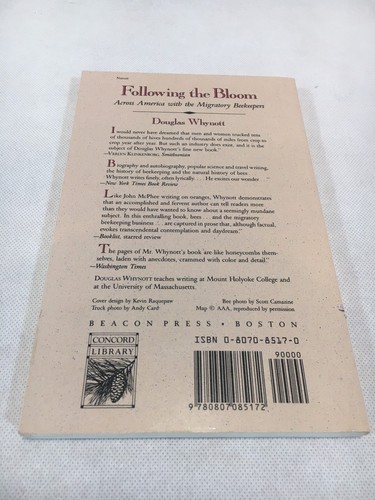 Nature
Following the Bloom
Across America with the Migratory Beekeepers
Douglas Whynott
I would never have dreamed that men and women trucked tens
of thousands of hives hundreds of thousands of miles from crop to
crop year after year. But such an industry does exist, and it is the
subject of Douglas Whynott's fine new book."
—VERLYN KLINKENBORG, Smithsonian
Biography and autobiography, popular science and travel writing,
the history of beekeeping and the natural history of bees
Whynott writes finely, often lyrically. . . . He excites our wonder . . ."
—New York Times Book Review
Like John McPhee writing on oranges, Whynott demonstrates
that an accomplished and fervent author can tell readers more
than they would have wanted to know about a seemingly mundane
subject. In this enthralling book, bees . . . and the migratory
beekeeping business . . . are captured in prose that, although factual,
evokes transcendental contemplation and daydream."
—Booklist, starred review
The pages of Mr. Whynott's book are like honeycombs them-
selves, laden with anecdotes, crammed with color and detail."
—Washington Times
DOUGLAS WHYNOTT teaches writing at Mount Holyoke College and
at the University of Massachusetts.
Cover design by Kevin Raquepaw
Truck photo by Andy Card
Bee photo by Scott Camazine
Map © AAA, reproduced by permission
BEACON PRESS • BOSTON
CONCORD
LIBRARY
ISBN 0-8070-8517-0
90000
9780807085172